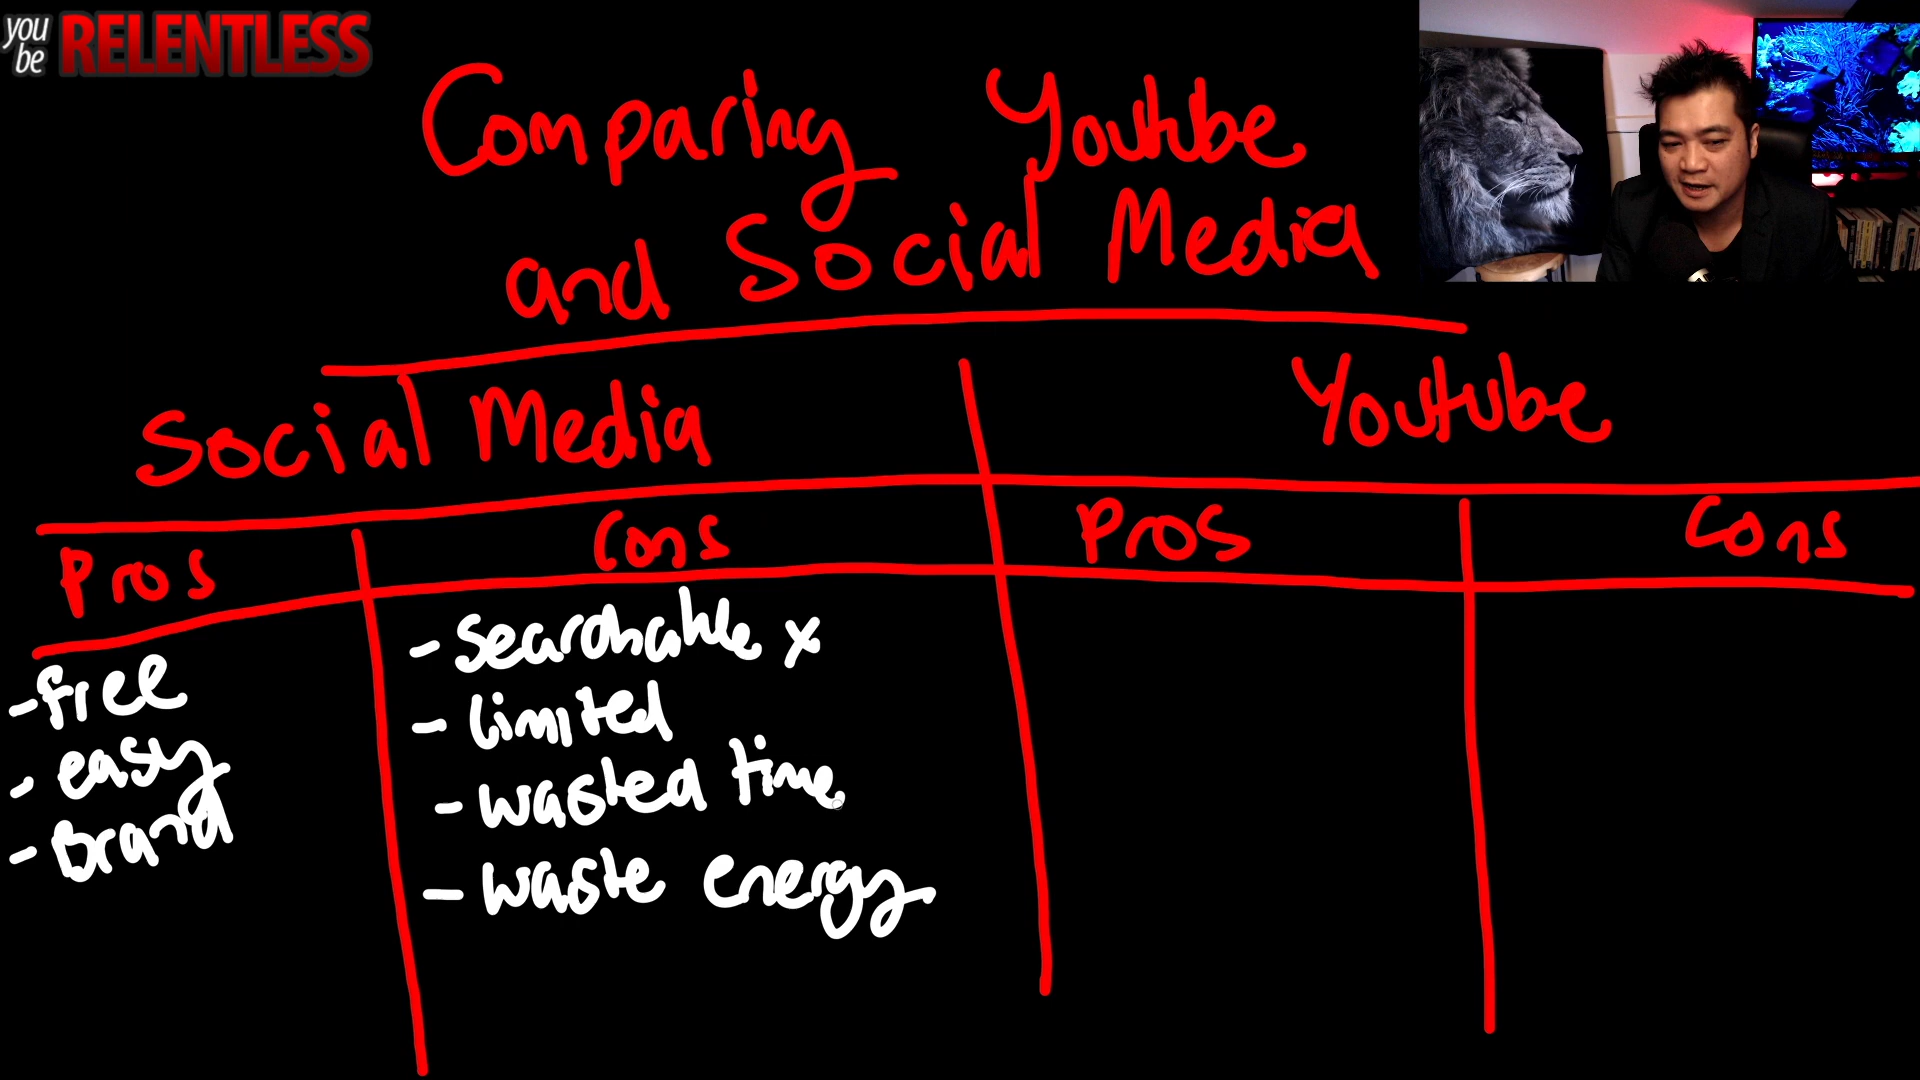 you
be RELENTLESS
Comparing Youtube
and Social Media
Social Media
Youtube
Pros
Cons
Pros
Cons
- free
- easy
- Brand
- Searchable x
- limited
- wasted time
- waste energy